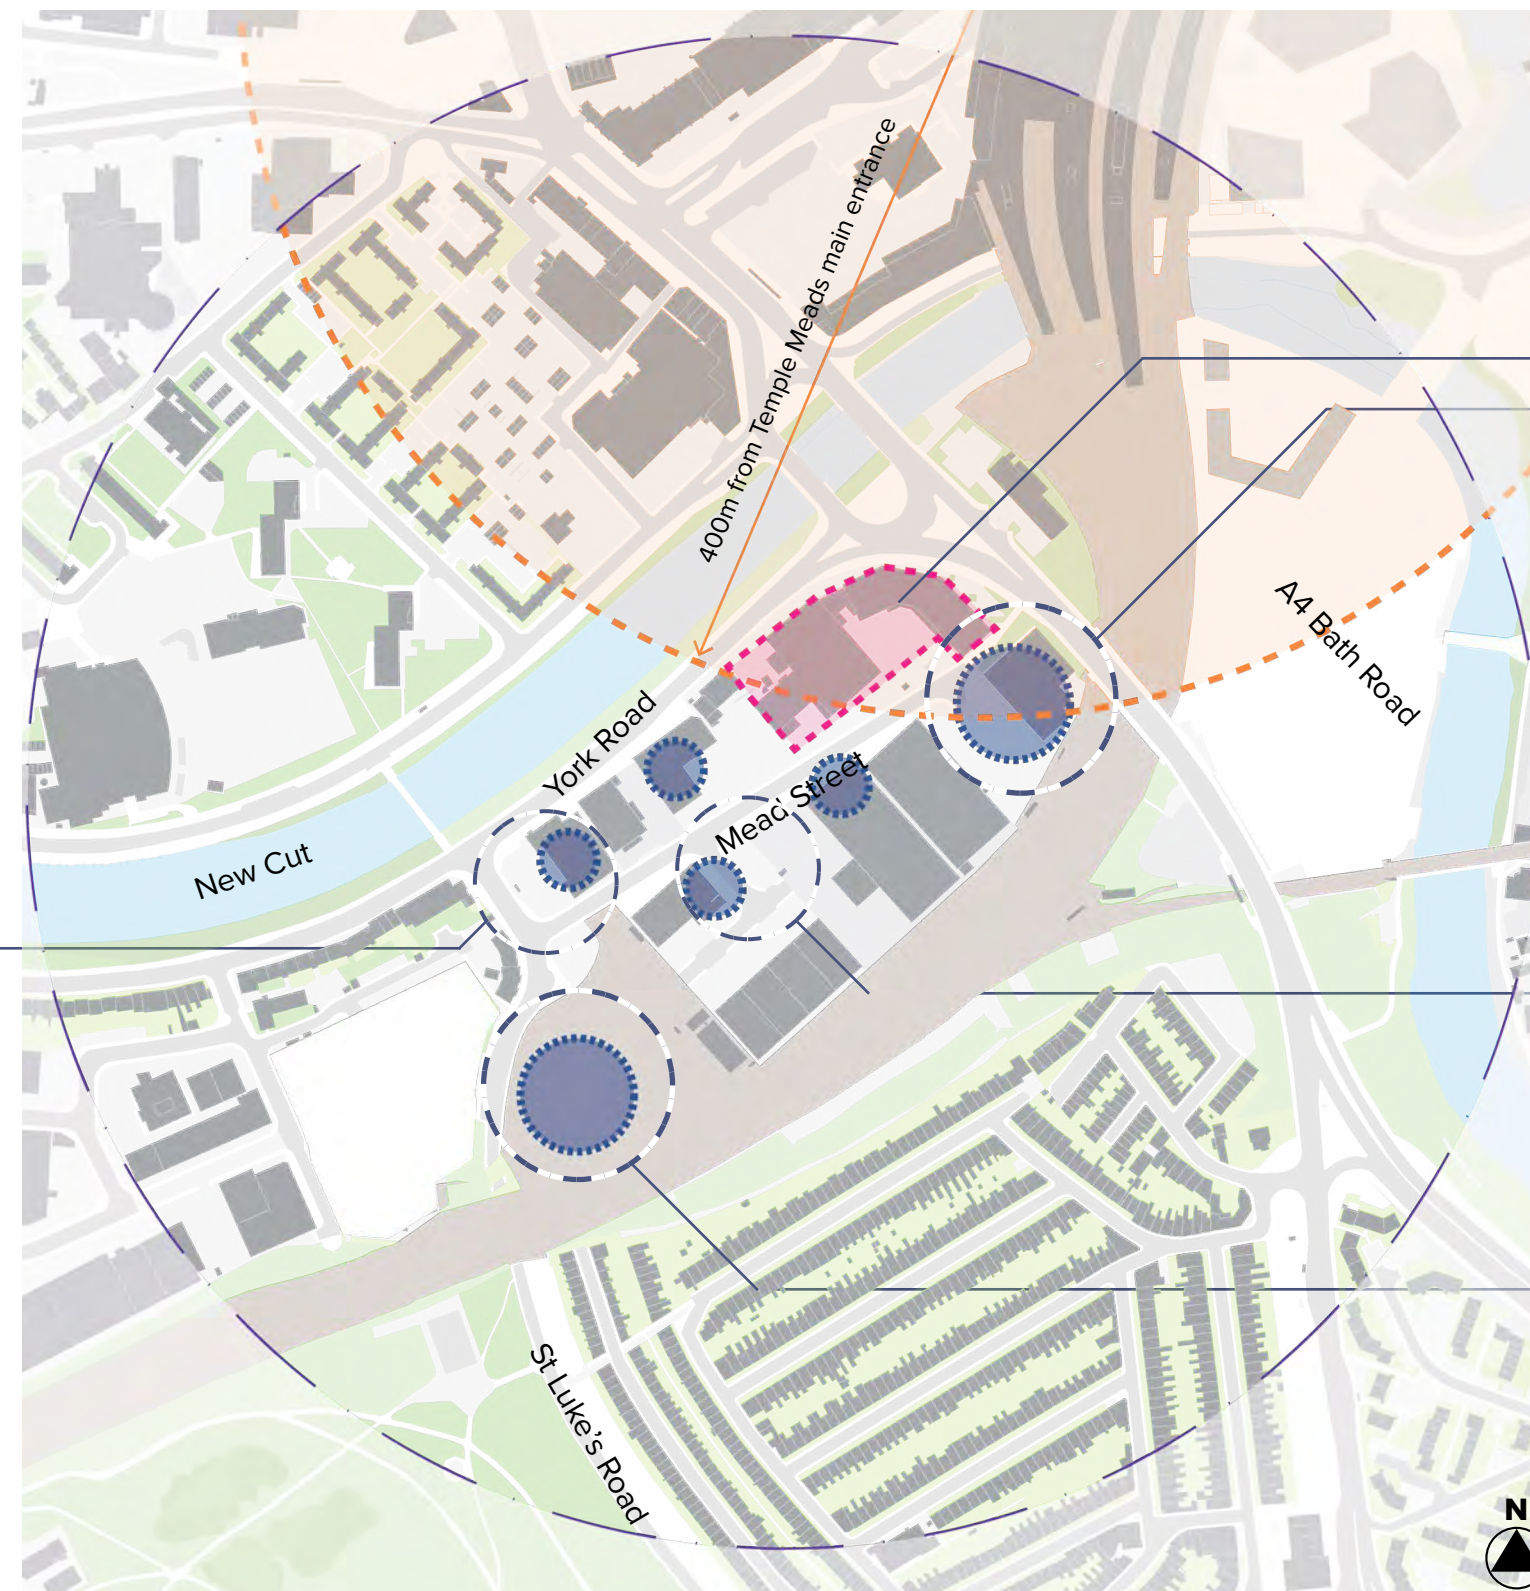 400m from Temple Meads main entrance
A4 Bath Road
York Road
Mead Street
New Cut
St Luke's Road
N